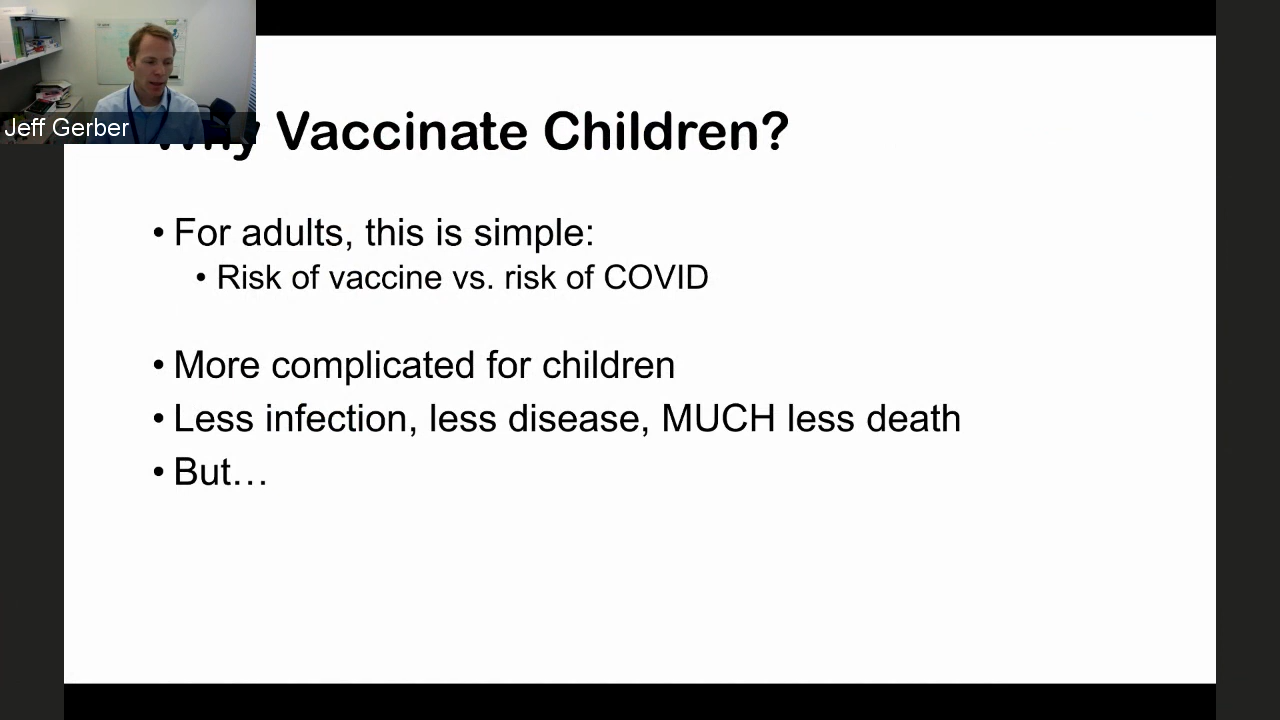 Jeff Gerber
Vaccinate Children?
• For adults, this is simple:
• Risk of vaccine vs. risk of COVID
• More complicated for children
• Less infection, less disease, MUCH less death
• But…